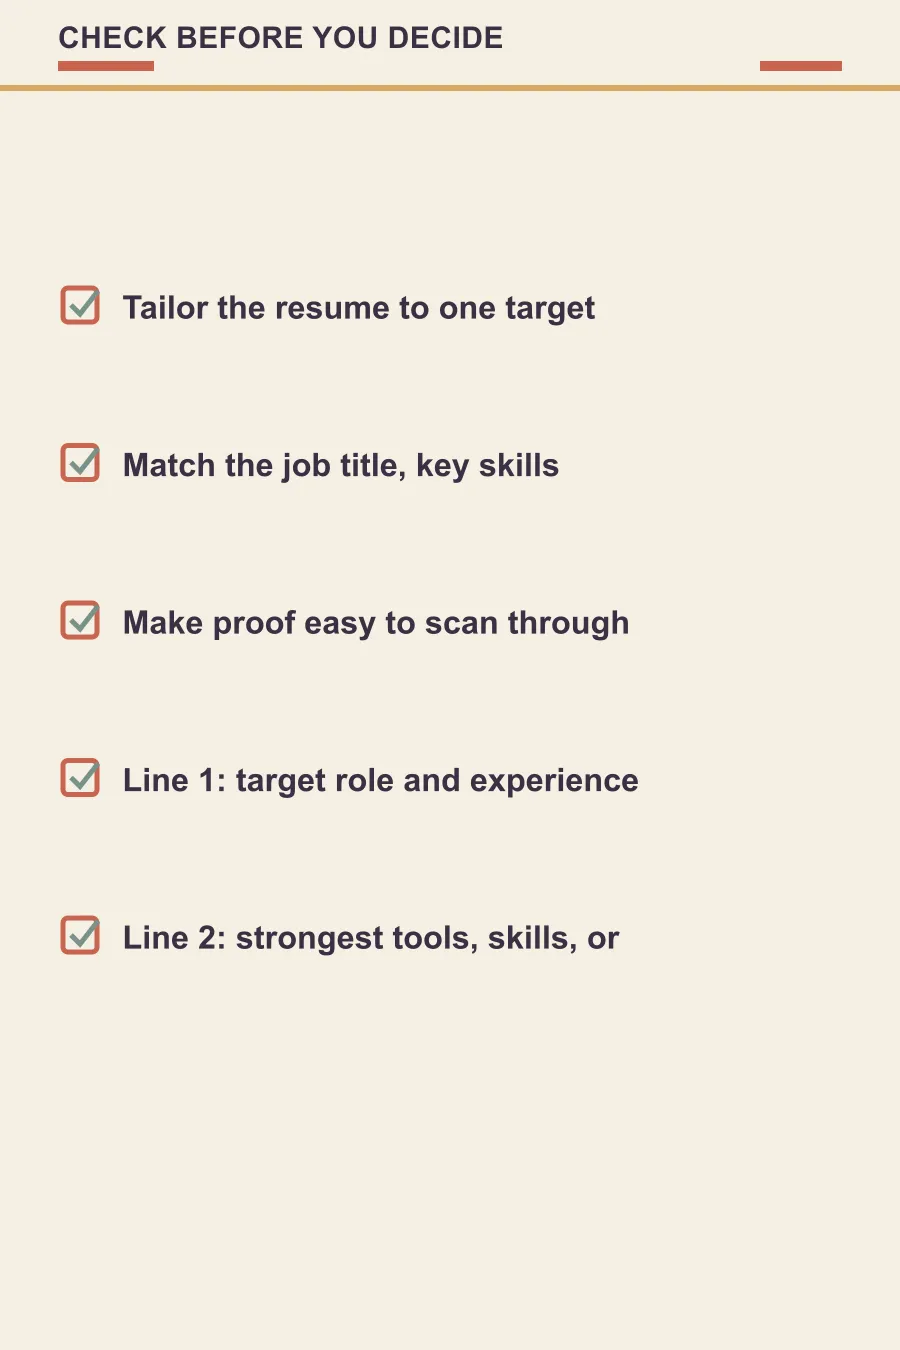 CHECK BEFORE YOU DECIDE
Tailor the resume to one target
Match the job title, key skills
Make proof easy to scan through
Line 1: target role and experience
Line 2: strongest tools, skills, or